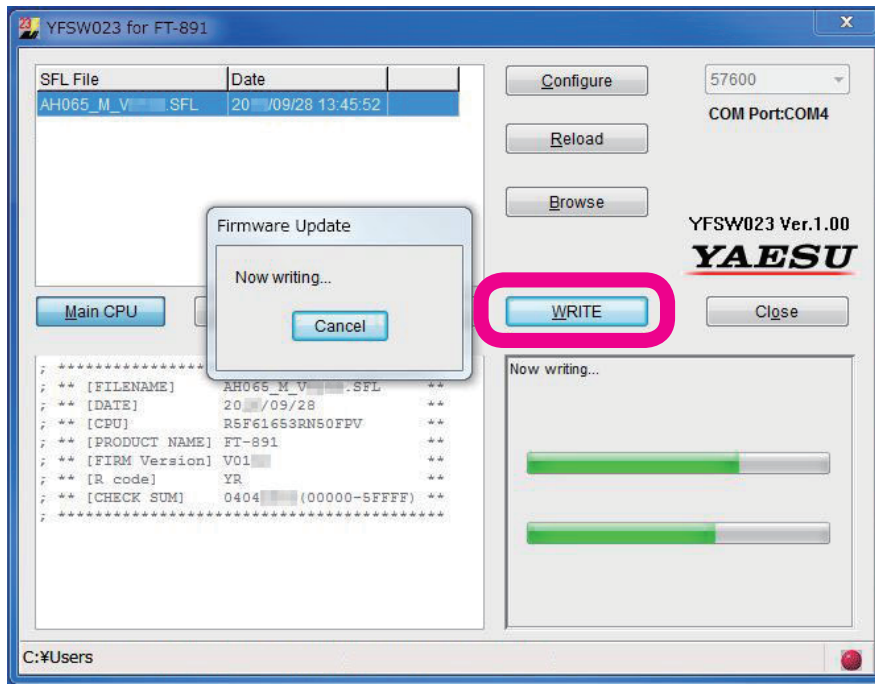 YFSW023 for FT-891
SFL File Date
AH065_M_V .SFL 20 /09/28 13:45:52
Configure
57600
COM Port:COM4
Reload
Browse
YFSW023 Ver.1.00
YAESU
Firmware Update
Now writing...
Cancel
Main CPU
WRITE
Close
; ******************
; ** [FILENAME] AH065_M_V .SFL **
; ** [DATE] 20 /09/28 **
; ** [CPU] R5F61653RN50FPV **
; ** [PRODUCT NAME] FT-891 **
; ** [FIRM Version] V01 **
; ** [R code] YR **
; ** [CHECK SUM] 0404 (00000-5FFFF) **
; *******************************************
Now writing...
C:¥Users